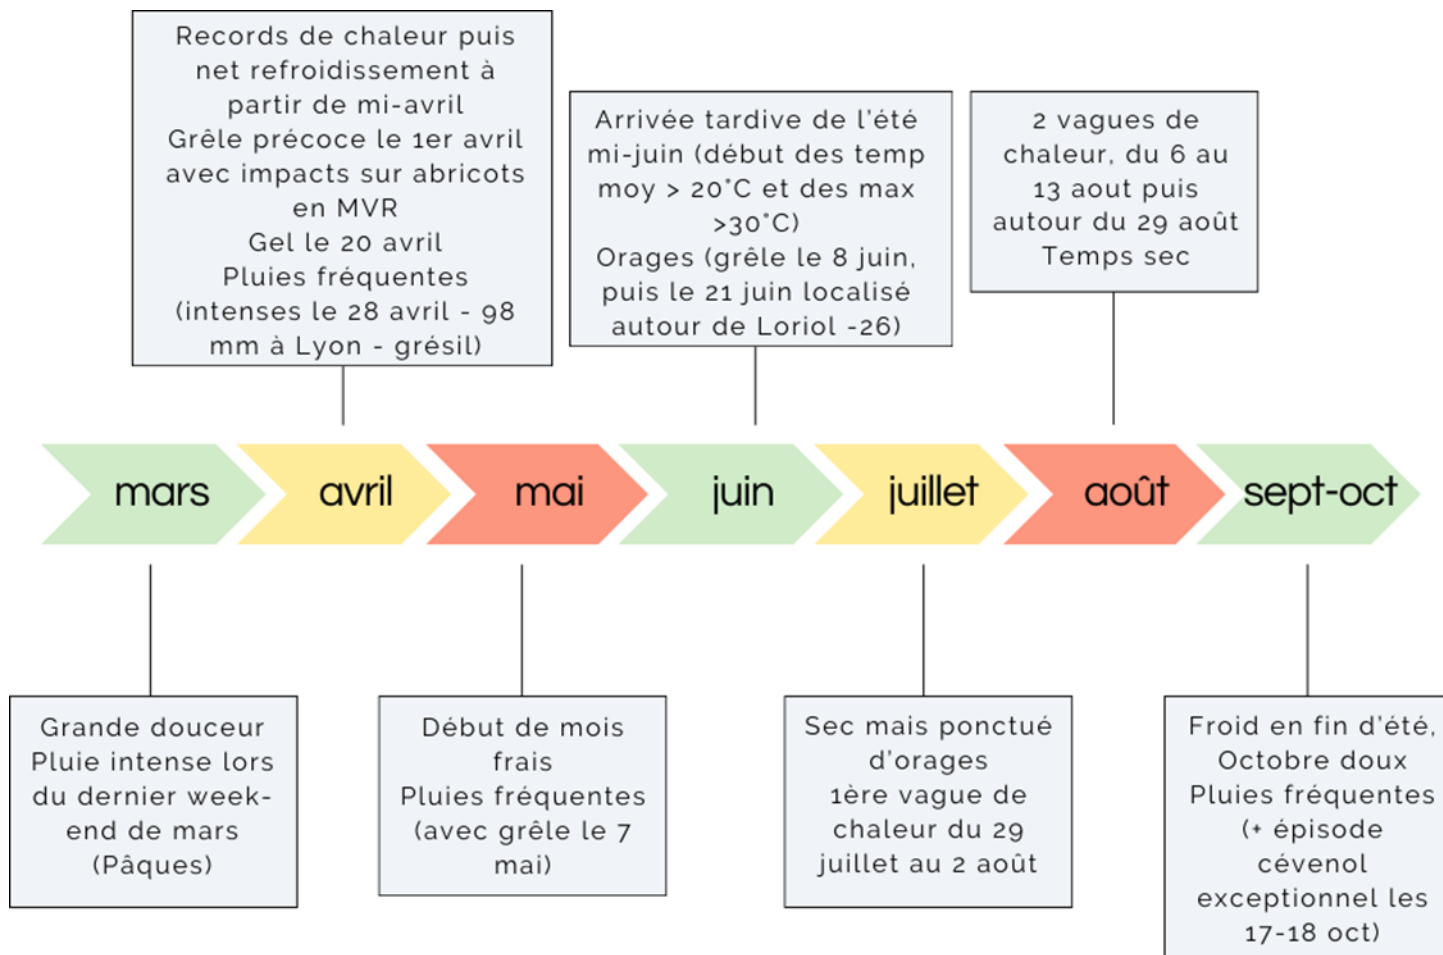 Records de chaleur puis
net refroidissement à
partir de mi-avril
Grêle précoce le 1er avril
avec impacts sur abricots
en MVR
Gel le 20 avril
Pluies fréquentes
(intenses le 28 avril - 98
mm à Lyon - grésil)
Arrivée tardive de l'été
mi-juin (début des temp
moy > 20°C et des max
>30°C)
Orages (grêle le 8 juin,
puis le 21 juin localisé
autour de Loriol -26)
2 vagues de
chaleur, du 6 au
13 aout puis
autour du 29 août
Temps sec
mars
avril
mai
juin
juillet
août
sept-oct
Grande douceur
Pluie intense lors
du dernier week-
end de mars
(Pâques)
Début de mois
frais
Pluies fréquentes
(avec grêle le 7
mai)
Sec mais ponctué
d'orages
1ère vague de
chaleur du 29
juillet au 2 août
Froid en fin d'été,
Octobre doux
Pluies fréquentes
(+ épisode
cévenol
exceptionnel les
17-18 oct)